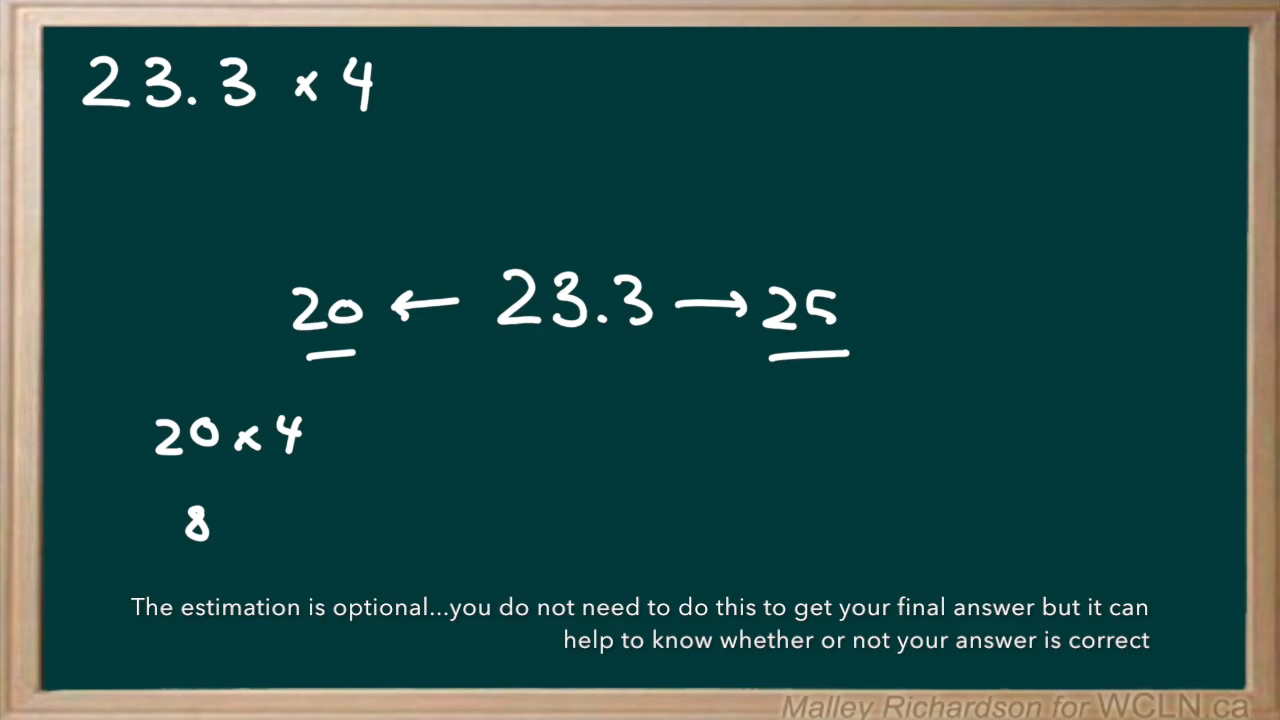 23.3 × 4
20 ← 23.3 → 25
20 × 4
8
The estimation is optional...you do not need to do this to get your final answer but it can
help to know whether or not your answer is correct
Malley Richardson for WCLN.ca